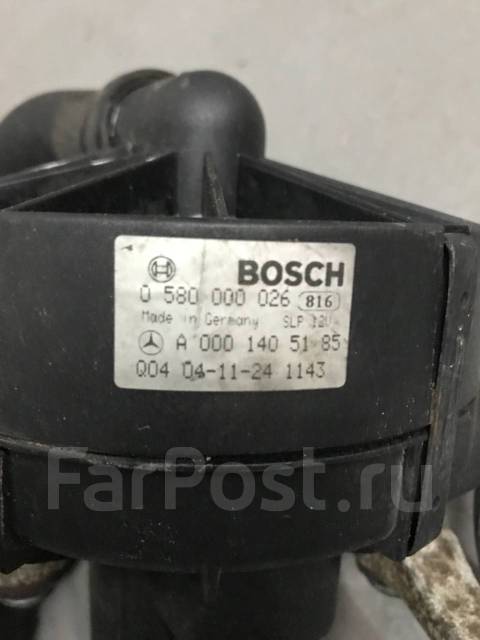 BOSCH
0 580 000 026 816
Made in Germany SLP 12V
A 000 140 51 85
Q04 04-11-24 1143
FarPost.ru